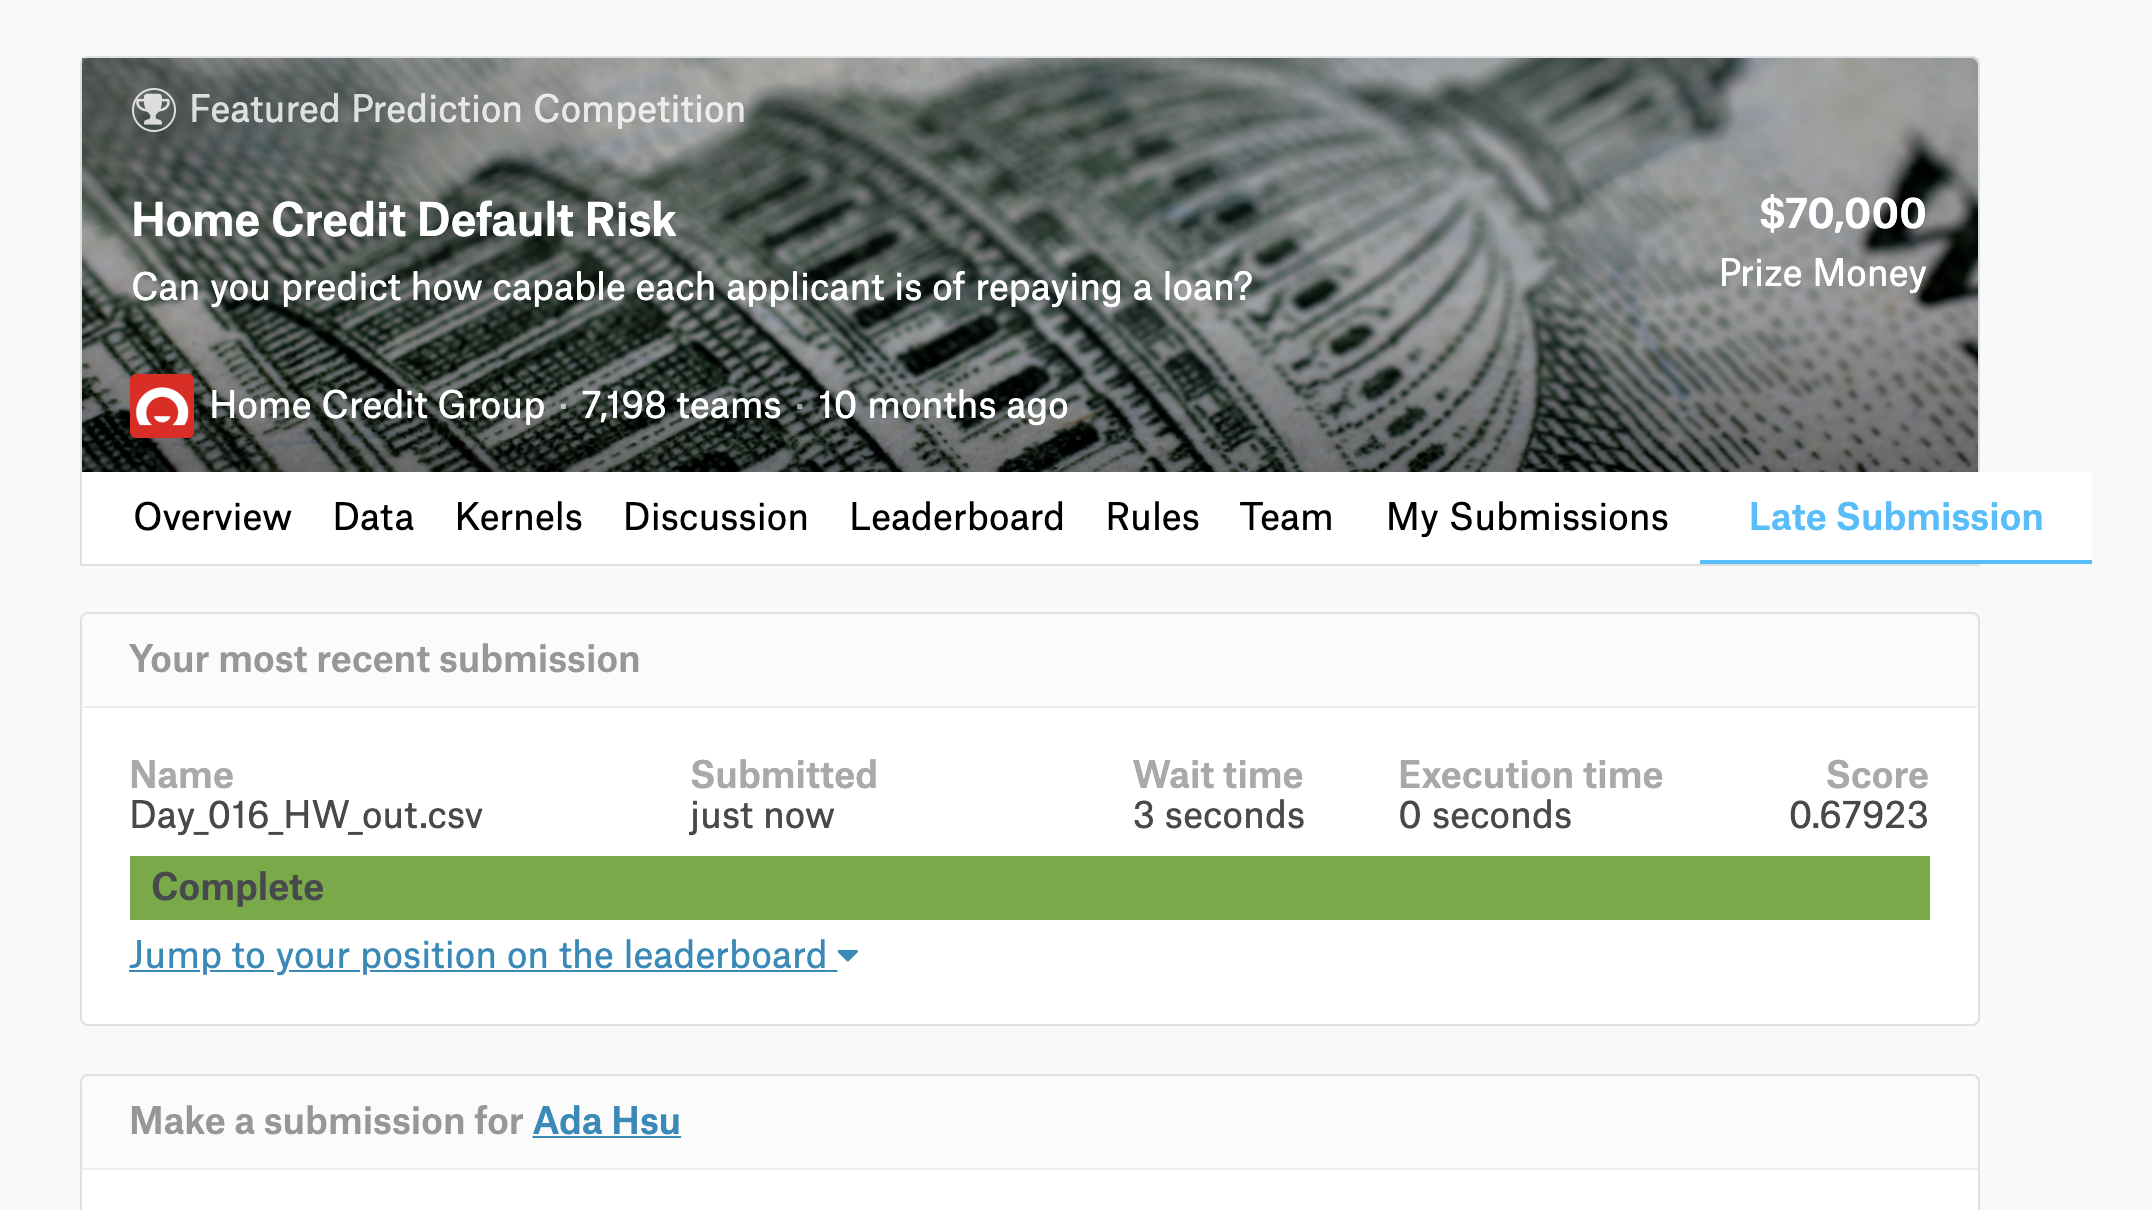 Featured Prediction Competition
Home Credit Default Risk
$70,000
Can you predict how capable each applicant is of repaying a loan?
Prize Money
Home Credit Group · 7,198 teams · 10 months ago
Overview Data Kernels Discussion Leaderboard Rules Team My Submissions Late Submission
Your most recent submission
Name Submitted Wait time Execution time Score
Day_016_HW_out.csv just now 3 seconds 0 seconds 0.67923
Complete
Jump to your position on the leaderboard
Make a submission for Ada Hsu